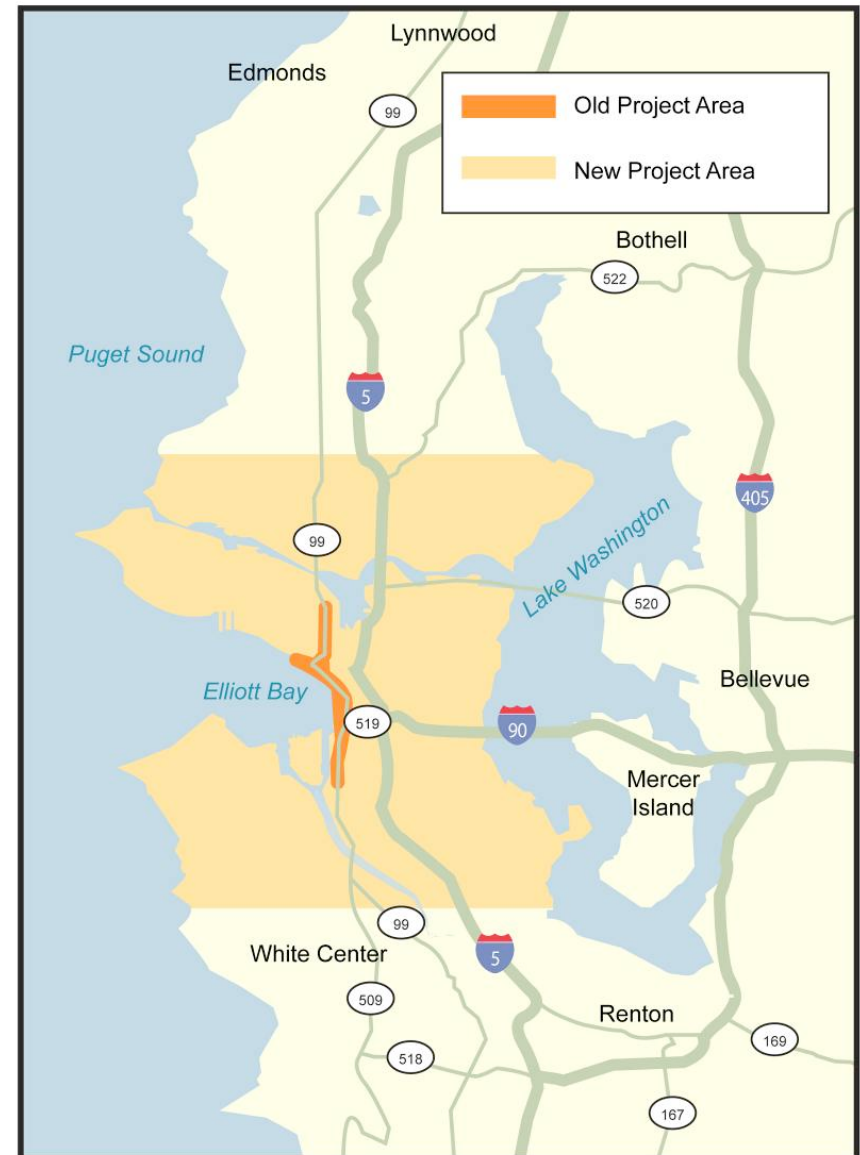 Lynnwood
Edmonds
99
Old Project Area
New Project Area
Bothell
522
Puget Sound
5
405
99
Lake Washington
520
Elliott Bay
Bellevue
519
90
Mercer
Island
99
White Center
5
509
Renton
169
518
167